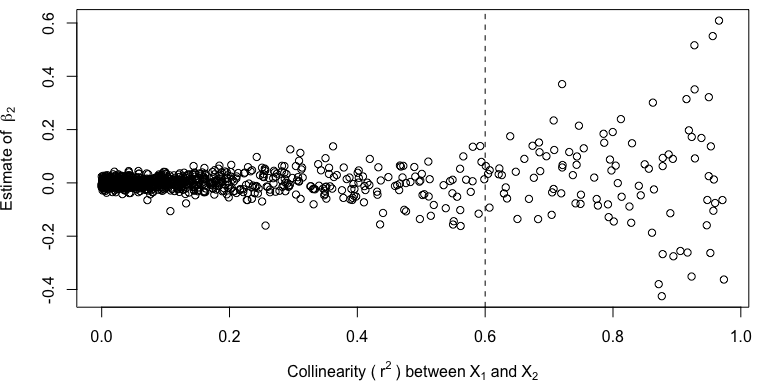 Estimate of β₂
0.6
0.4
0.2
0.0
-0.2
-0.4
0.0 0.2 0.4 0.6 0.8 1.0
Collinearity ( r² ) between X₁ and X₂